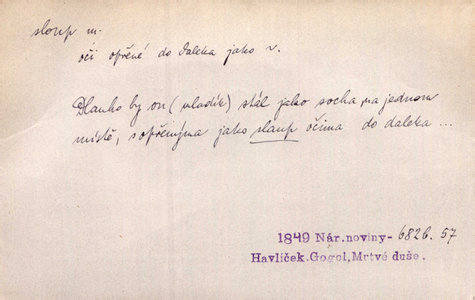 sloup m.
oči opřené do daleka jako ~.
Dlouho by on (mladík) stál jako socha na jednom
místě, s opřenýma jako sloup očima do daleka ...
1849 Nár.noviny - 682b. 57
Havlíček.Gogol, Mrtvé duše.